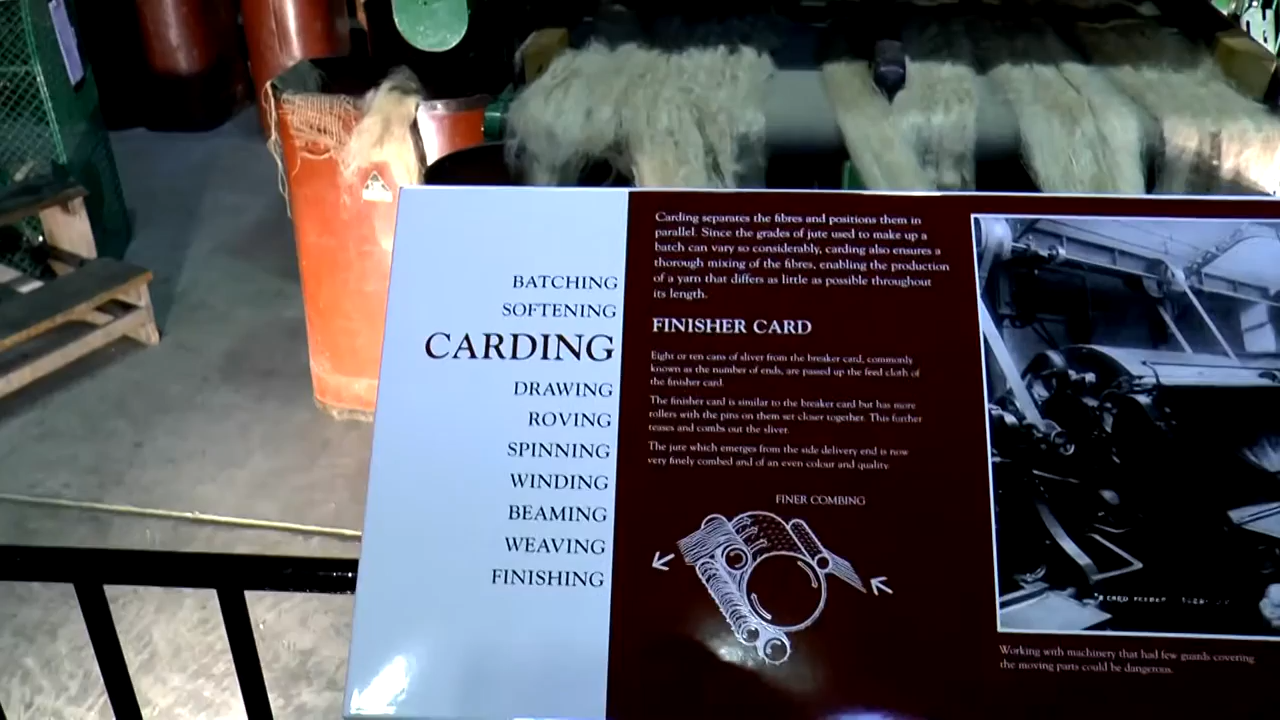 BATCHING
SOFTENING
CARDING
DRAWING
ROVING
SPINNING
WINDING
BEAMING
WEAVING
FINISHING
Carding separates the fibres and positions them in
parallel. Since the grades of jute used to make up a
batch can vary so considerably, carding also ensures a
thorough mixing of the fibres, enabling the production
of a yarn that differs as little as possible throughout
its length.
FINISHER CARD
Eight or ten cans of sliver from the breaker card, commonly
known as the number of ends, are passed up the feed cloth of
the finisher card.
The finisher card is similar to the breaker card but has more
rollers with the pins on them set closer together. This further
teases and combs out the sliver.
The jute which emerges from the side delivery end is now
very finely combed and of an even colour and quality.
FINER COMBING
Working with machinery that had few guards covering
the moving parts could be dangerous.